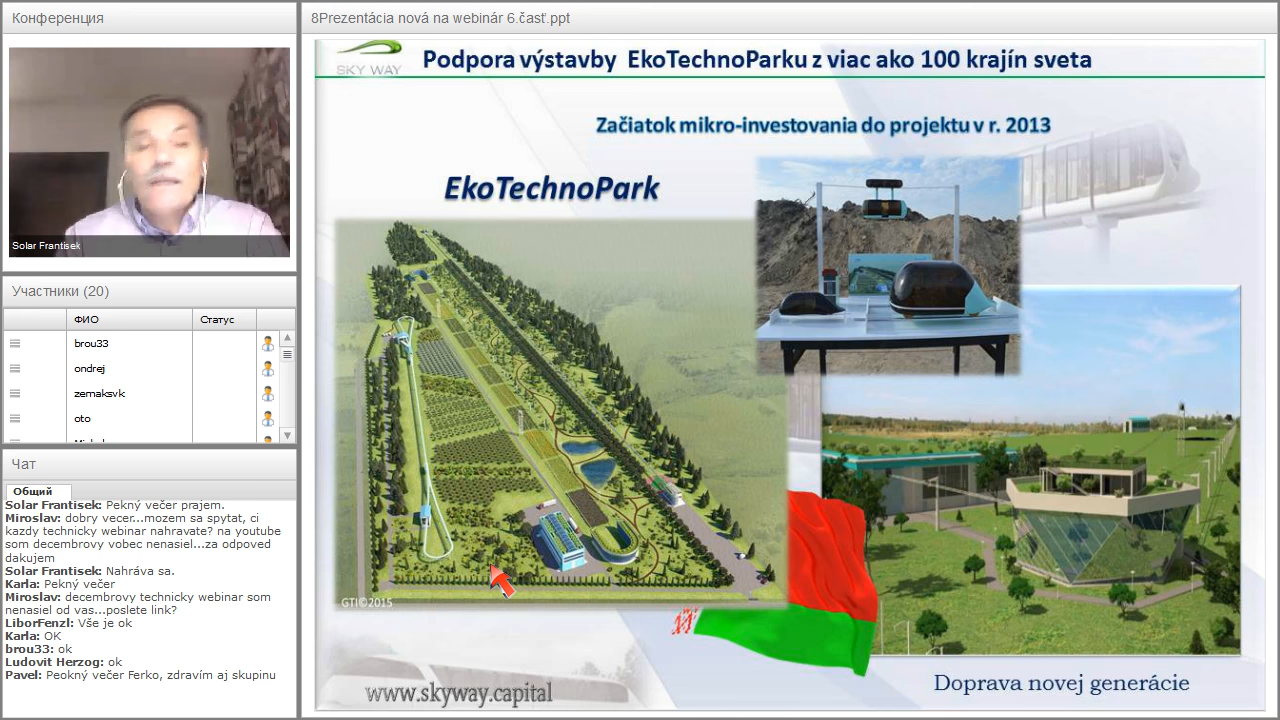 Конференция
Solar Frantisek
Участники (20)
ФИО
Статус
brou33
ondrej
zemaksvk
oto
Чат
Общий
Solar Frantisek: Pekný večer prajem.
Miroslav: dobry vecer...mozem sa spytat, ci
kazdy technicky webinar nahravate? na youtube
som decembrovy vobec nenasiel...za odpoved
dakujem
Solar Frantisek: Nahráva sa.
Karla: Pekný večer
Miroslav: decembrovy technicky webinar som
nenasiel od vas...poslete link?
LiborFenzl: Vše je ok
Karla: OK
brou33: ok
Ludovit Herzog: ok
Pavel: Peokný večer Ferko, zdravím aj skupinu
8Prezentácia nová na webinár 6.časť.ppt
SKY WAY
Podpora výstavby EkoTechnoParku z viac ako 100 krajín sveta
Začiatok mikro-investovania do projektu v r. 2013
EkoTechnoPark
GTI©2015
www.skyway.capital
Doprava novej generácie